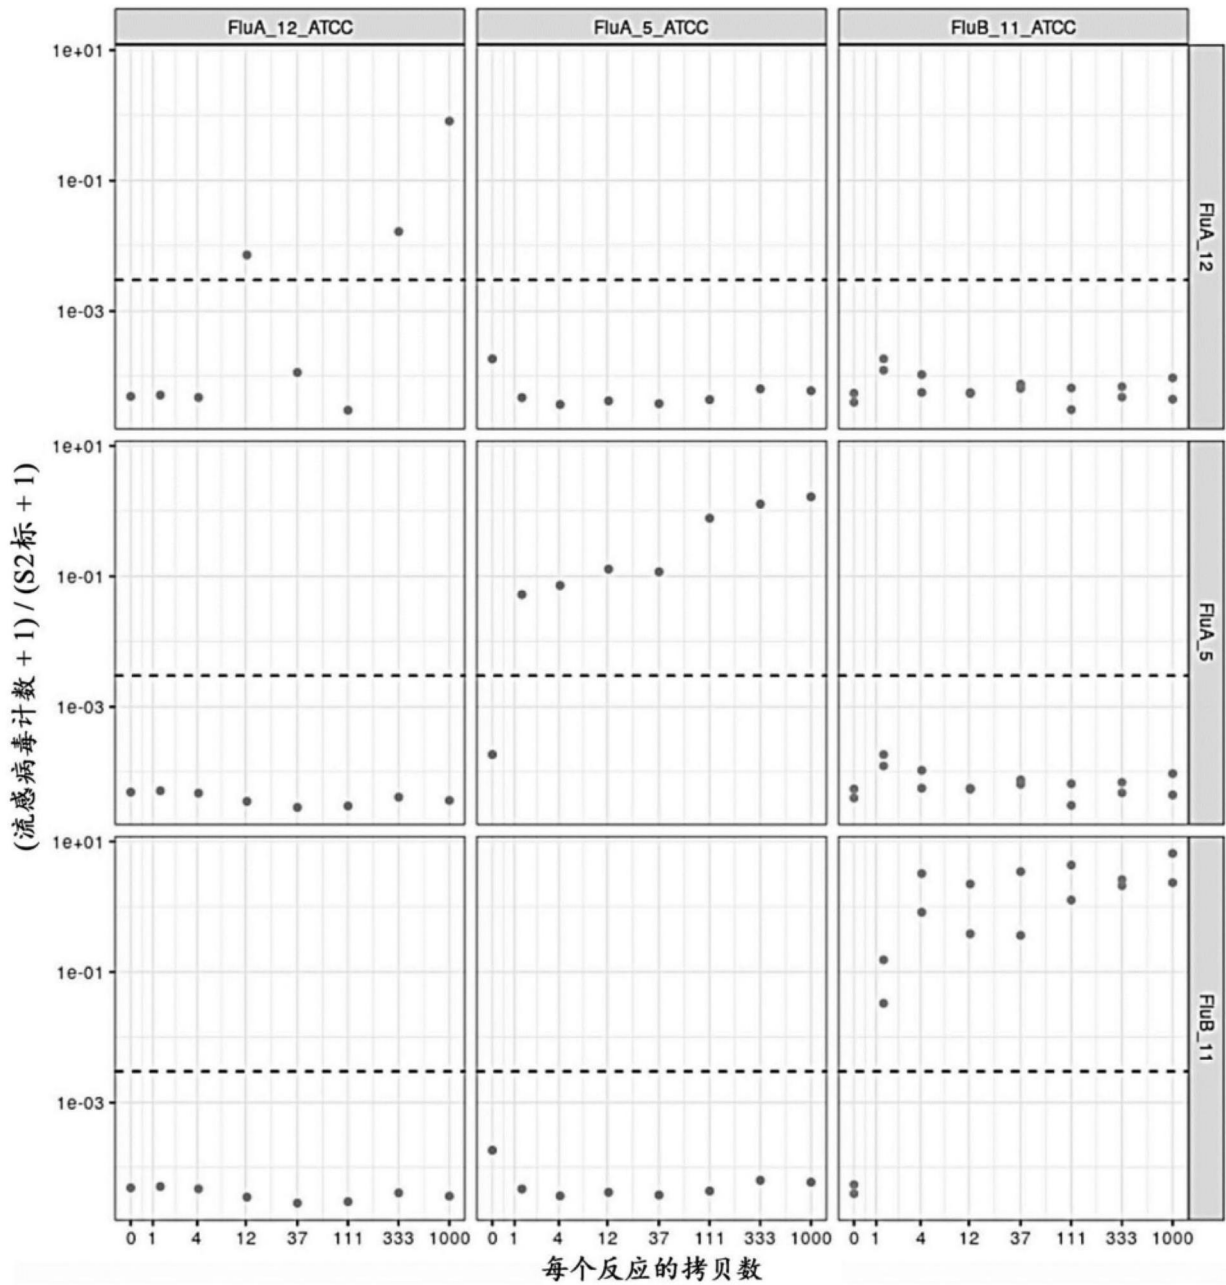 FluA_12_ATCC FluA_5_ATCC FluB_11_ATCC
1e+01
1e-01
1e-03
FluA_12
1e+01
1e-01
1e-03
FluA_5
1e+01
1e-01
1e-03
FluB_11
(流感病毒计数 + 1) / (S2标 + 1)
0 1 4 12 37 111 333 1000 0 1 4 12 37 111 333 1000 0 1 4 12 37 111 333 1000
每个反应的拷贝数